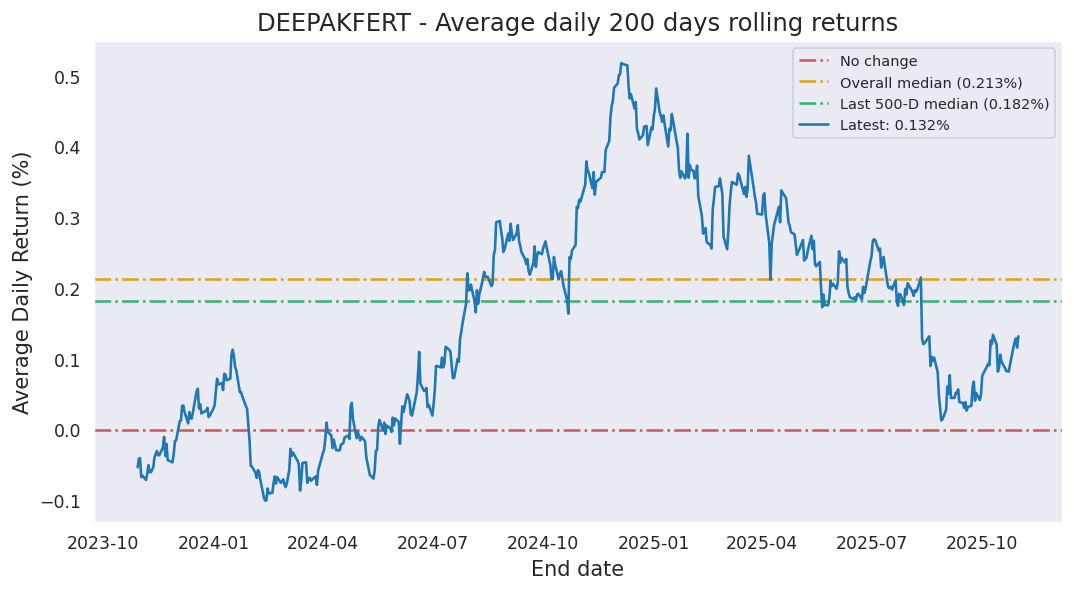 DEEPAKFERT - Average daily 200 days rolling returns
No change
Overall median (0.213%)
Last 500-D median (0.182%)
Latest: 0.132%
Average Daily Return (%)
0.5
0.4
0.3
0.2
0.1
0.0
−0.1
2023-10 2024-01 2024-04 2024-07 2024-10 2025-01 2025-04 2025-07 2025-10
End date